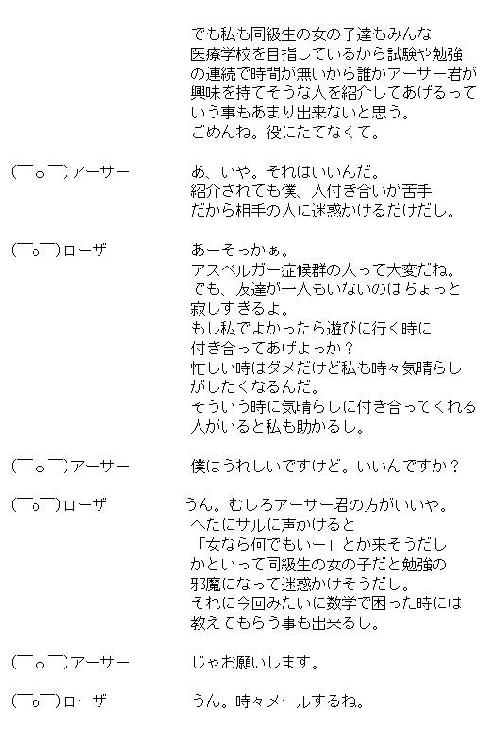 でも私も同級生の女の子達もみんな
医療学校を目指しているから試験や勉強
の連続で時間が無いから誰かアーサー君が
興味を持てそうな人を紹介してあげるって
いう事もあまり出来ないと思う。
ごめんね。役にたてなくて。
(￣o￣)アーサー　あ、いや。それはいいんだ。
紹介されても僕、人付き合いが苦手
だから相手の人に迷惑かけるだけだし。
(￣o￣)ローザ　あーそっかぁ。
アスペルガー症候群の人って大変だね。
でも、友達が一人もいないのはちょっと
寂しすぎるよ。
もし私でよかったら遊びに行く時に
付き合ってあげよっか？
忙しい時はダメだけど私も時々気晴らし
がしたくなるんだ。
そういう時に気晴らしに付き合ってくれる
人がいると私も助かるし。
(￣o￣)アーサー　僕はうれしいですけど。いいんですか？
(￣o￣)ローザ　うん。むしろアーサー君の方がいいや。
へたにサルに声かけると
「女なら何でもいー」とか来そうだし
かといって同級生の女の子だと勉強の
邪魔になって迷惑かけそうだし。
それに今回みたいに数学で困った時には
教えてもらう事も出来るし。
(￣o￣)アーサー　じゃお願いします。
(￣o￣)ローザ　うん。時々メールするね。